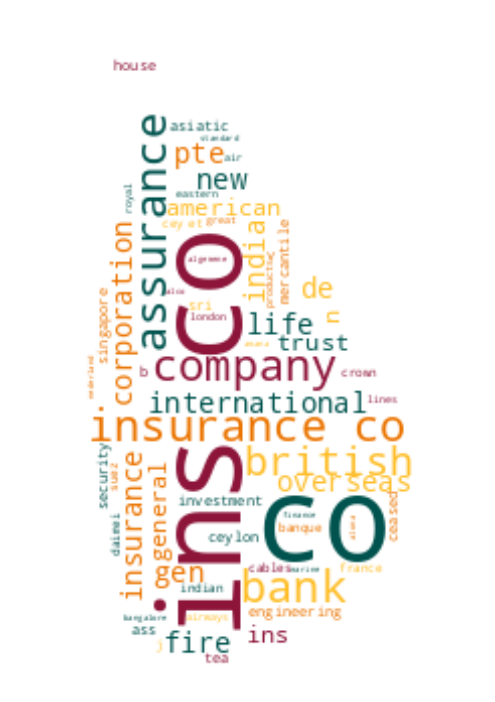 house
asiatic
standard
assurance
pte
air
new
eastern
royal
american
great
corporation
india
mercantile
ins co
algemene
de
singapore
sri
london
n
life
trust
company
b
crown
international
lines
insurance co
british
overseas
security
suez
general
insurance
investment
co
finance
banque
ceased
ceylon
daimei
gen
cables
marine
france
indian
bank
bangalore
airways
engineering
ass
j
fire
ins
tea